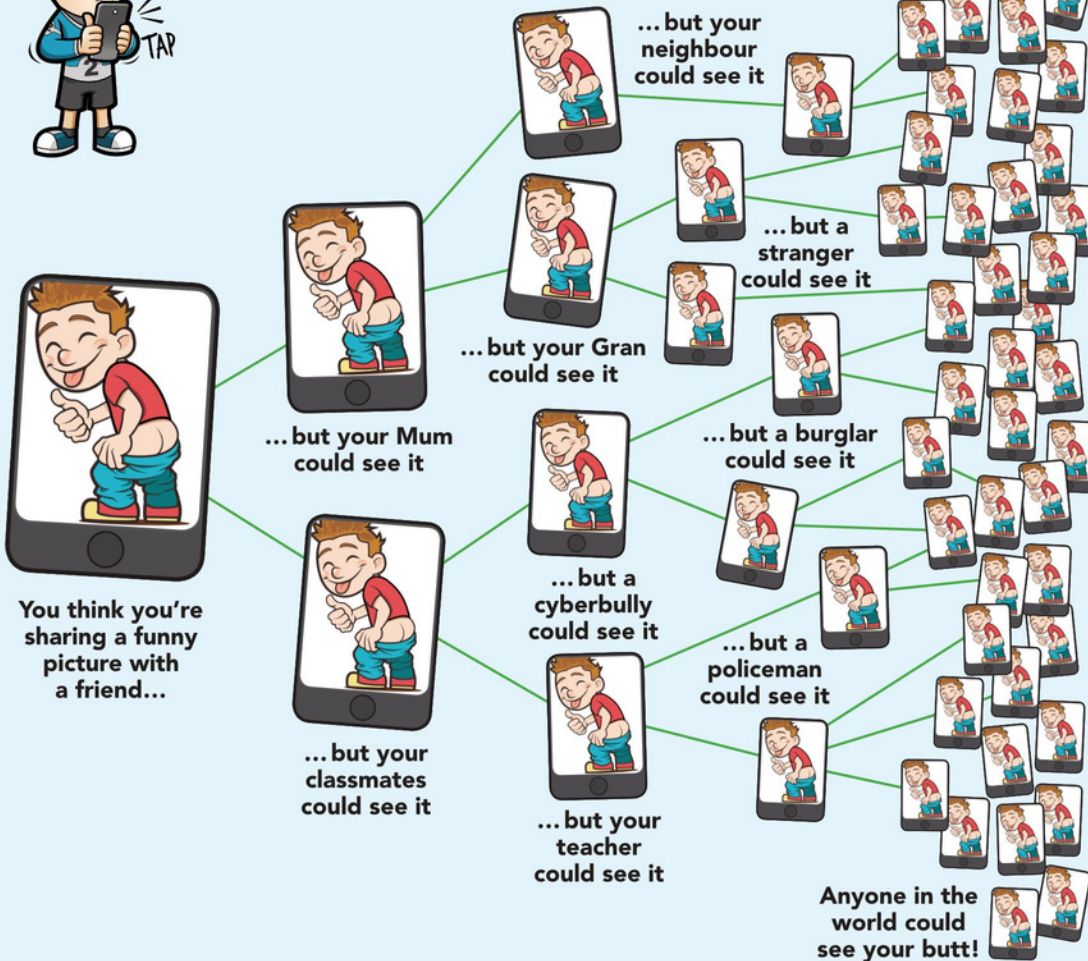 TAP
2
You think you're
sharing a funny
picture with
a friend...
...but your Mum
could see it
...but your
classmates
could see it
...but your Gran
could see it
...but a
cyberbully
could see it
...but your
teacher
could see it
...but your
neighbour
could see it
...but a
stranger
could see it
...but a burglar
could see it
...but a
policeman
could see it
Anyone in the
world could
see your butt!